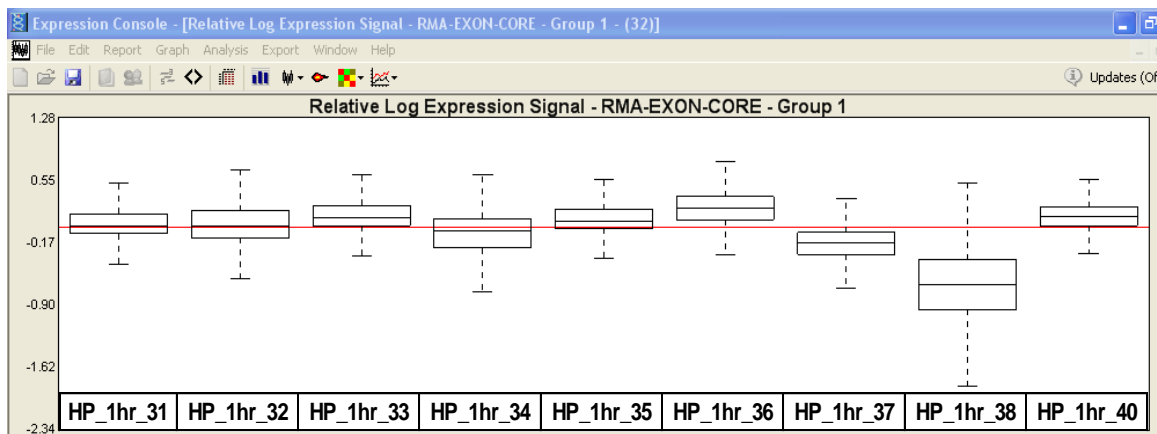 Expression Console - [Relative Log Expression Signal - RMA-EXON-CORE - Group 1 - (32)]
File Edit Report Graph Analysis Export Window Help
Updates (Of
Relative Log Expression Signal - RMA-EXON-CORE - Group 1
1.28
0.55
-0.17
-0.90
-1.62
-2.34
HP_1hr_31 HP_1hr_32 HP_1hr_33 HP_1hr_34 HP_1hr_35 HP_1hr_36 HP_1hr_37 HP_1hr_38 HP_1hr_40